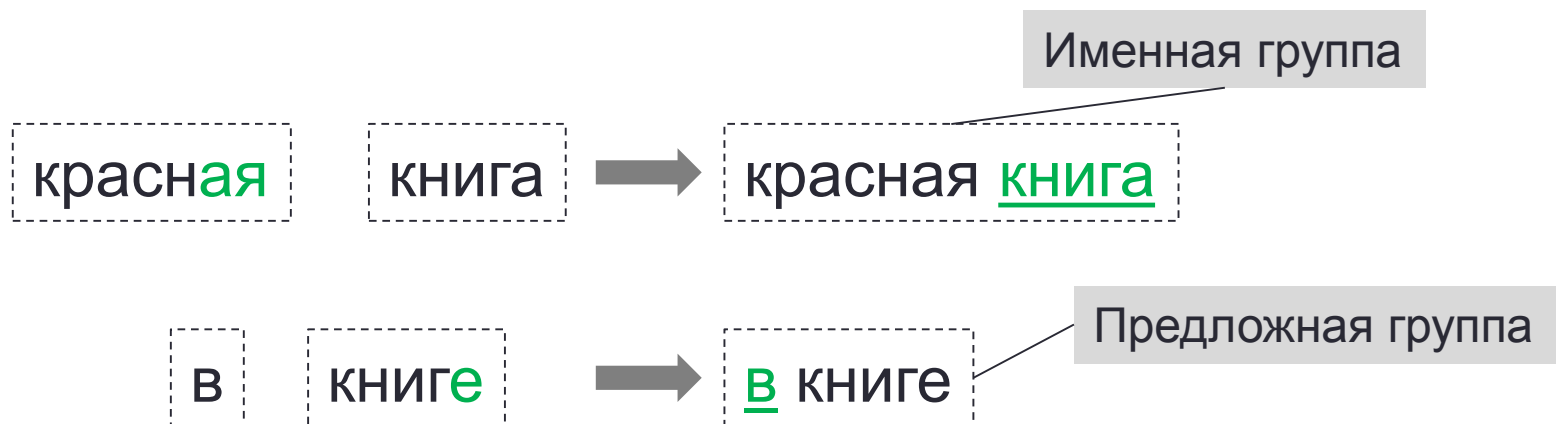 Именная группа
красная книга красная книга
Предложная группа
в книге в книге